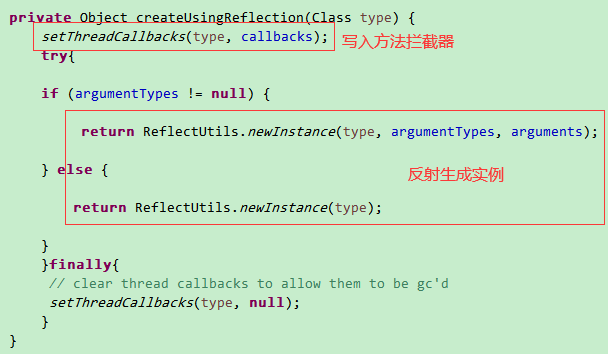 private Object createUsingReflection(Class type) {
setThreadCallbacks(type, callbacks); 写入方法拦截器
try{
if (argumentTypes != null) {
return ReflectUtils.newInstance(type, argumentTypes, arguments);
} else {
反射生成实例
return ReflectUtils.newInstance(type);
}
}finally{
// clear thread callbacks to allow them to be gc'd
setThreadCallbacks(type, null);
}
}